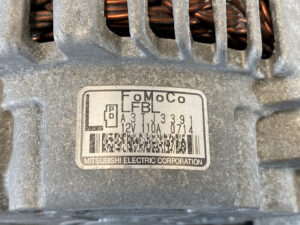 FoMoCo
LFBL
A3TJ3391
12V 110A 0714
MITSUBISHI ELECTRIC CORPORATION